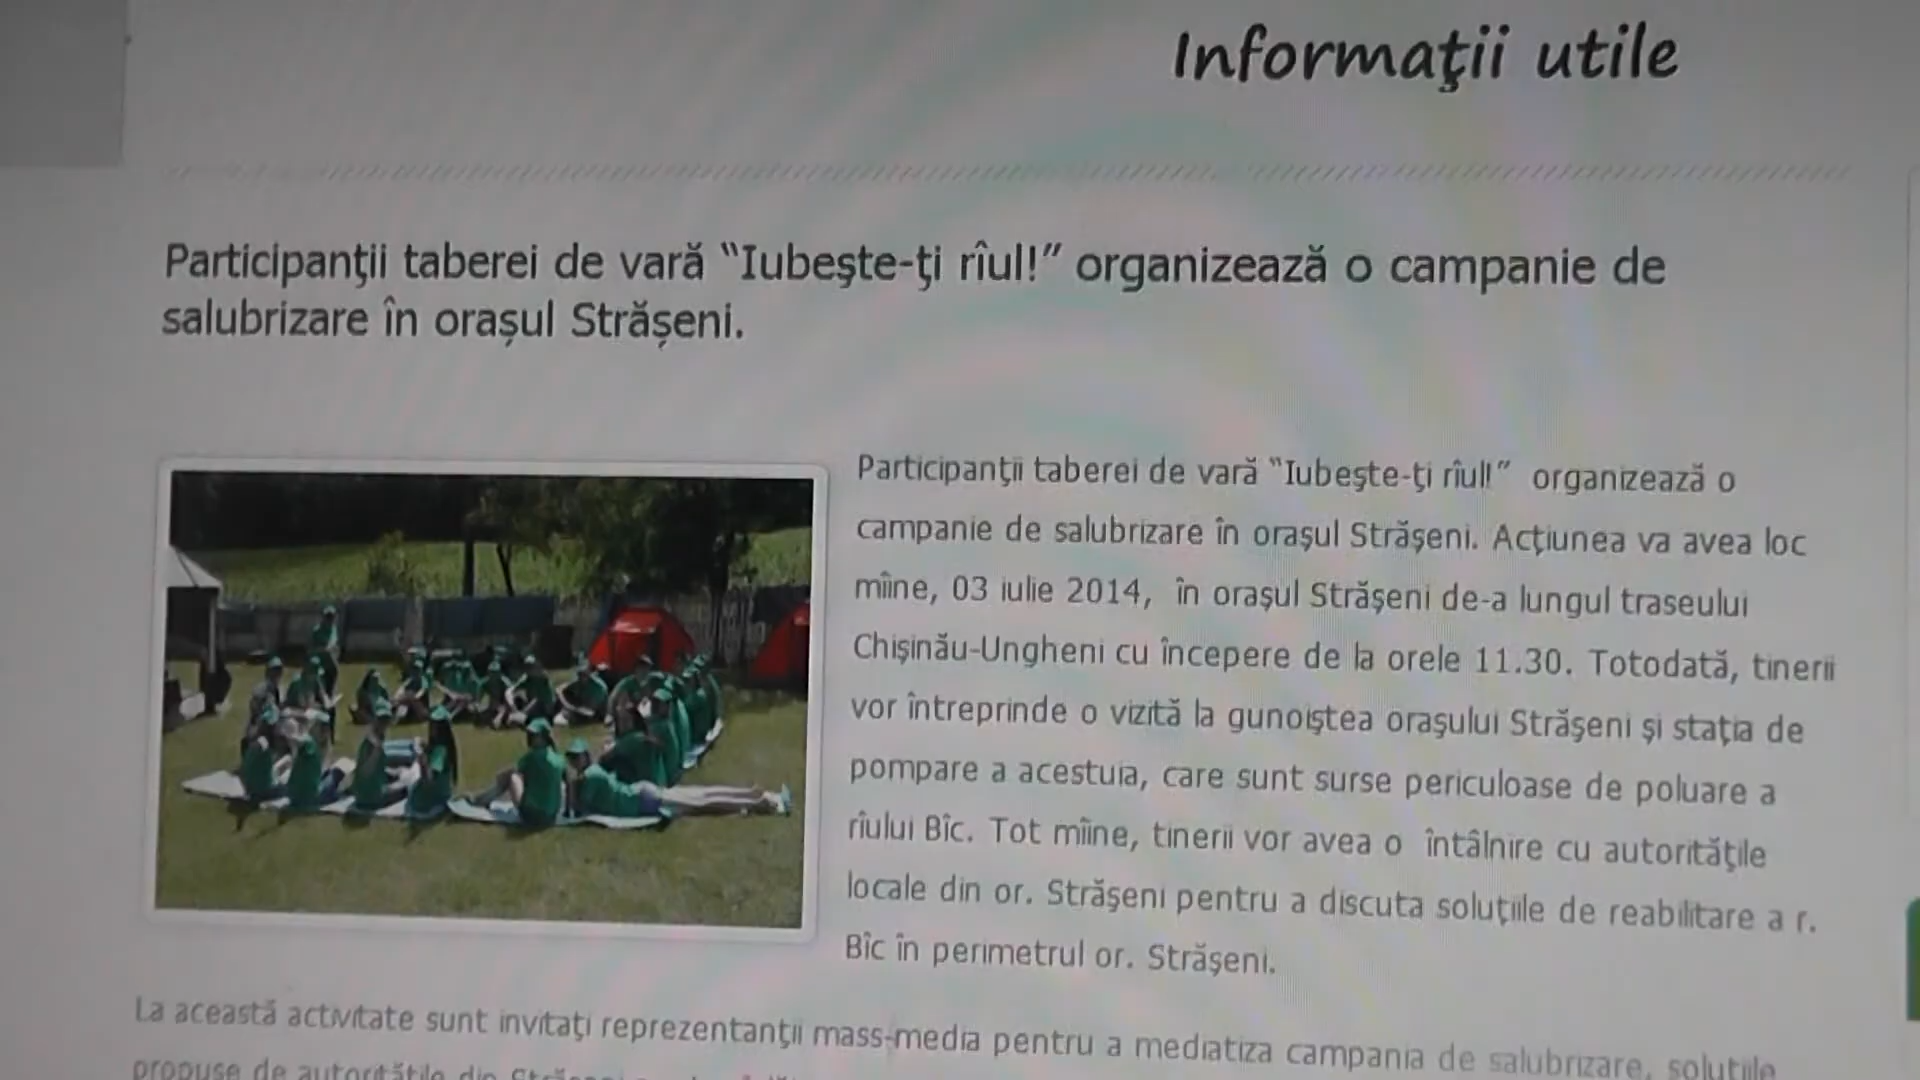 Informaţii utile
Participanţii taberei de vară “Iubeşte-ţi rîul!” organizează o campanie de
salubrizare în orașul Strășeni.
Participanţii taberei de vară “Iubeşte-ţi rîul!” organizează o
campanie de salubrizare în oraşul Străşeni. Acţiunea va avea loc
mîine, 03 iulie 2014, în oraşul Străşeni de-a lungul traseului
Chişinău-Ungheni cu începere de la orele 11.30. Totodată, tinerii
vor întreprinde o vizită la gunoiştea oraşului Străşeni şi staţia de
pompare a acestuia, care sunt surse periculoase de poluare a
rîului Bîc. Tot mîine, tinerii vor avea o întâlnire cu autorităţile
locale din or. Străşeni pentru a discuta soluţiile de reabilitare a r.
Bîc în perimetrul or. Străşeni.
La această activitate sunt invitaţi reprezentanţii mass-media pentru a mediatiza campania de salubrizare, soluţiile
propuse de autorităţile din